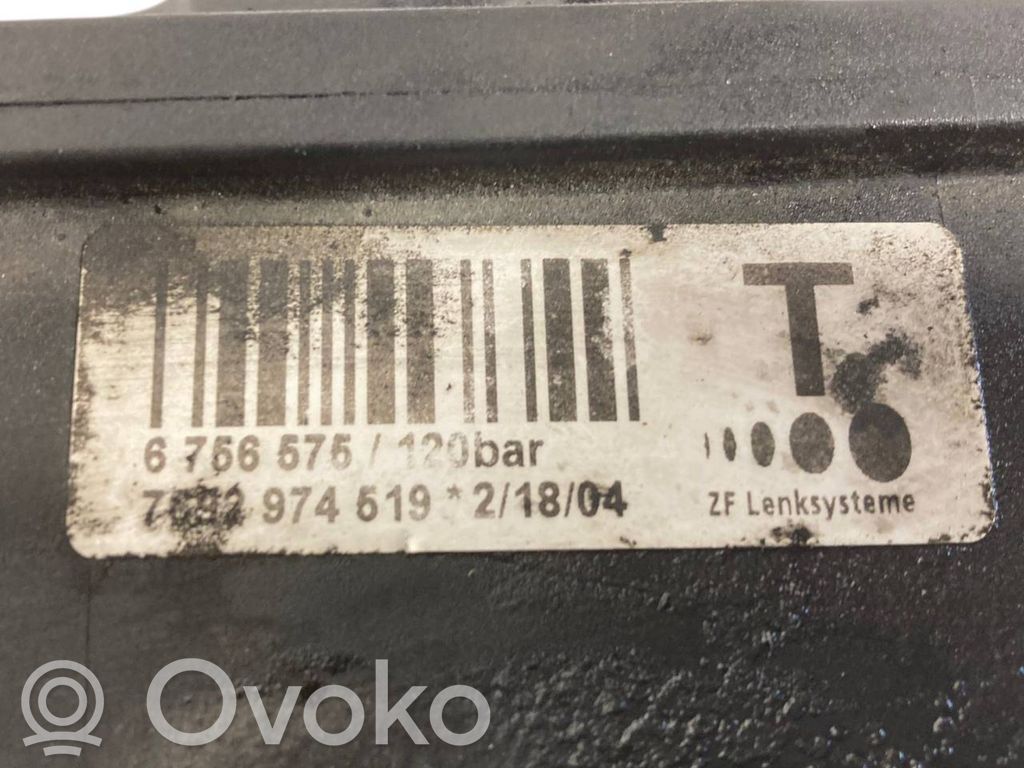 T
6 756 575 / 120bar
974 519 * 2/18/04
ZF Lenksysteme
Ovoko